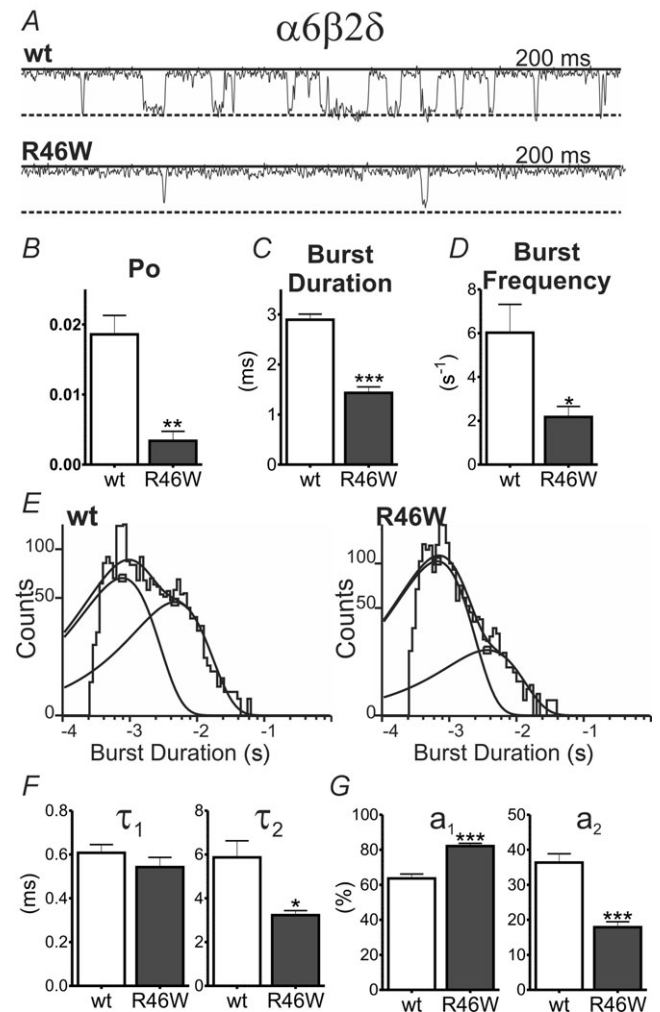 A
α6β2δ
wt
200 ms
R46W
200 ms
B
Po
0.02
0.01
0.00
**
wt R46W
C
Burst
Duration
(ms)
3
2
1
0
***
wt R46W
D
Burst
Frequency
(s⁻¹)
8
6
4
2
0
*
wt R46W
E
wt
Counts
100
50
0
-4 -3 -2 -1
Burst Duration (s)
R46W
Counts
100
50
0
-4 -3 -2 -1
Burst Duration (s)
F
τ₁
(ms)
0.8
0.6
0.4
0.2
0.0
wt R46W
τ₂
8
6
4
2
0
*
wt R46W
G
a₁
(%)
100
80
60
40
20
0
***
wt R46W
a₂
50
40
30
20
10
0
***
wt R46W